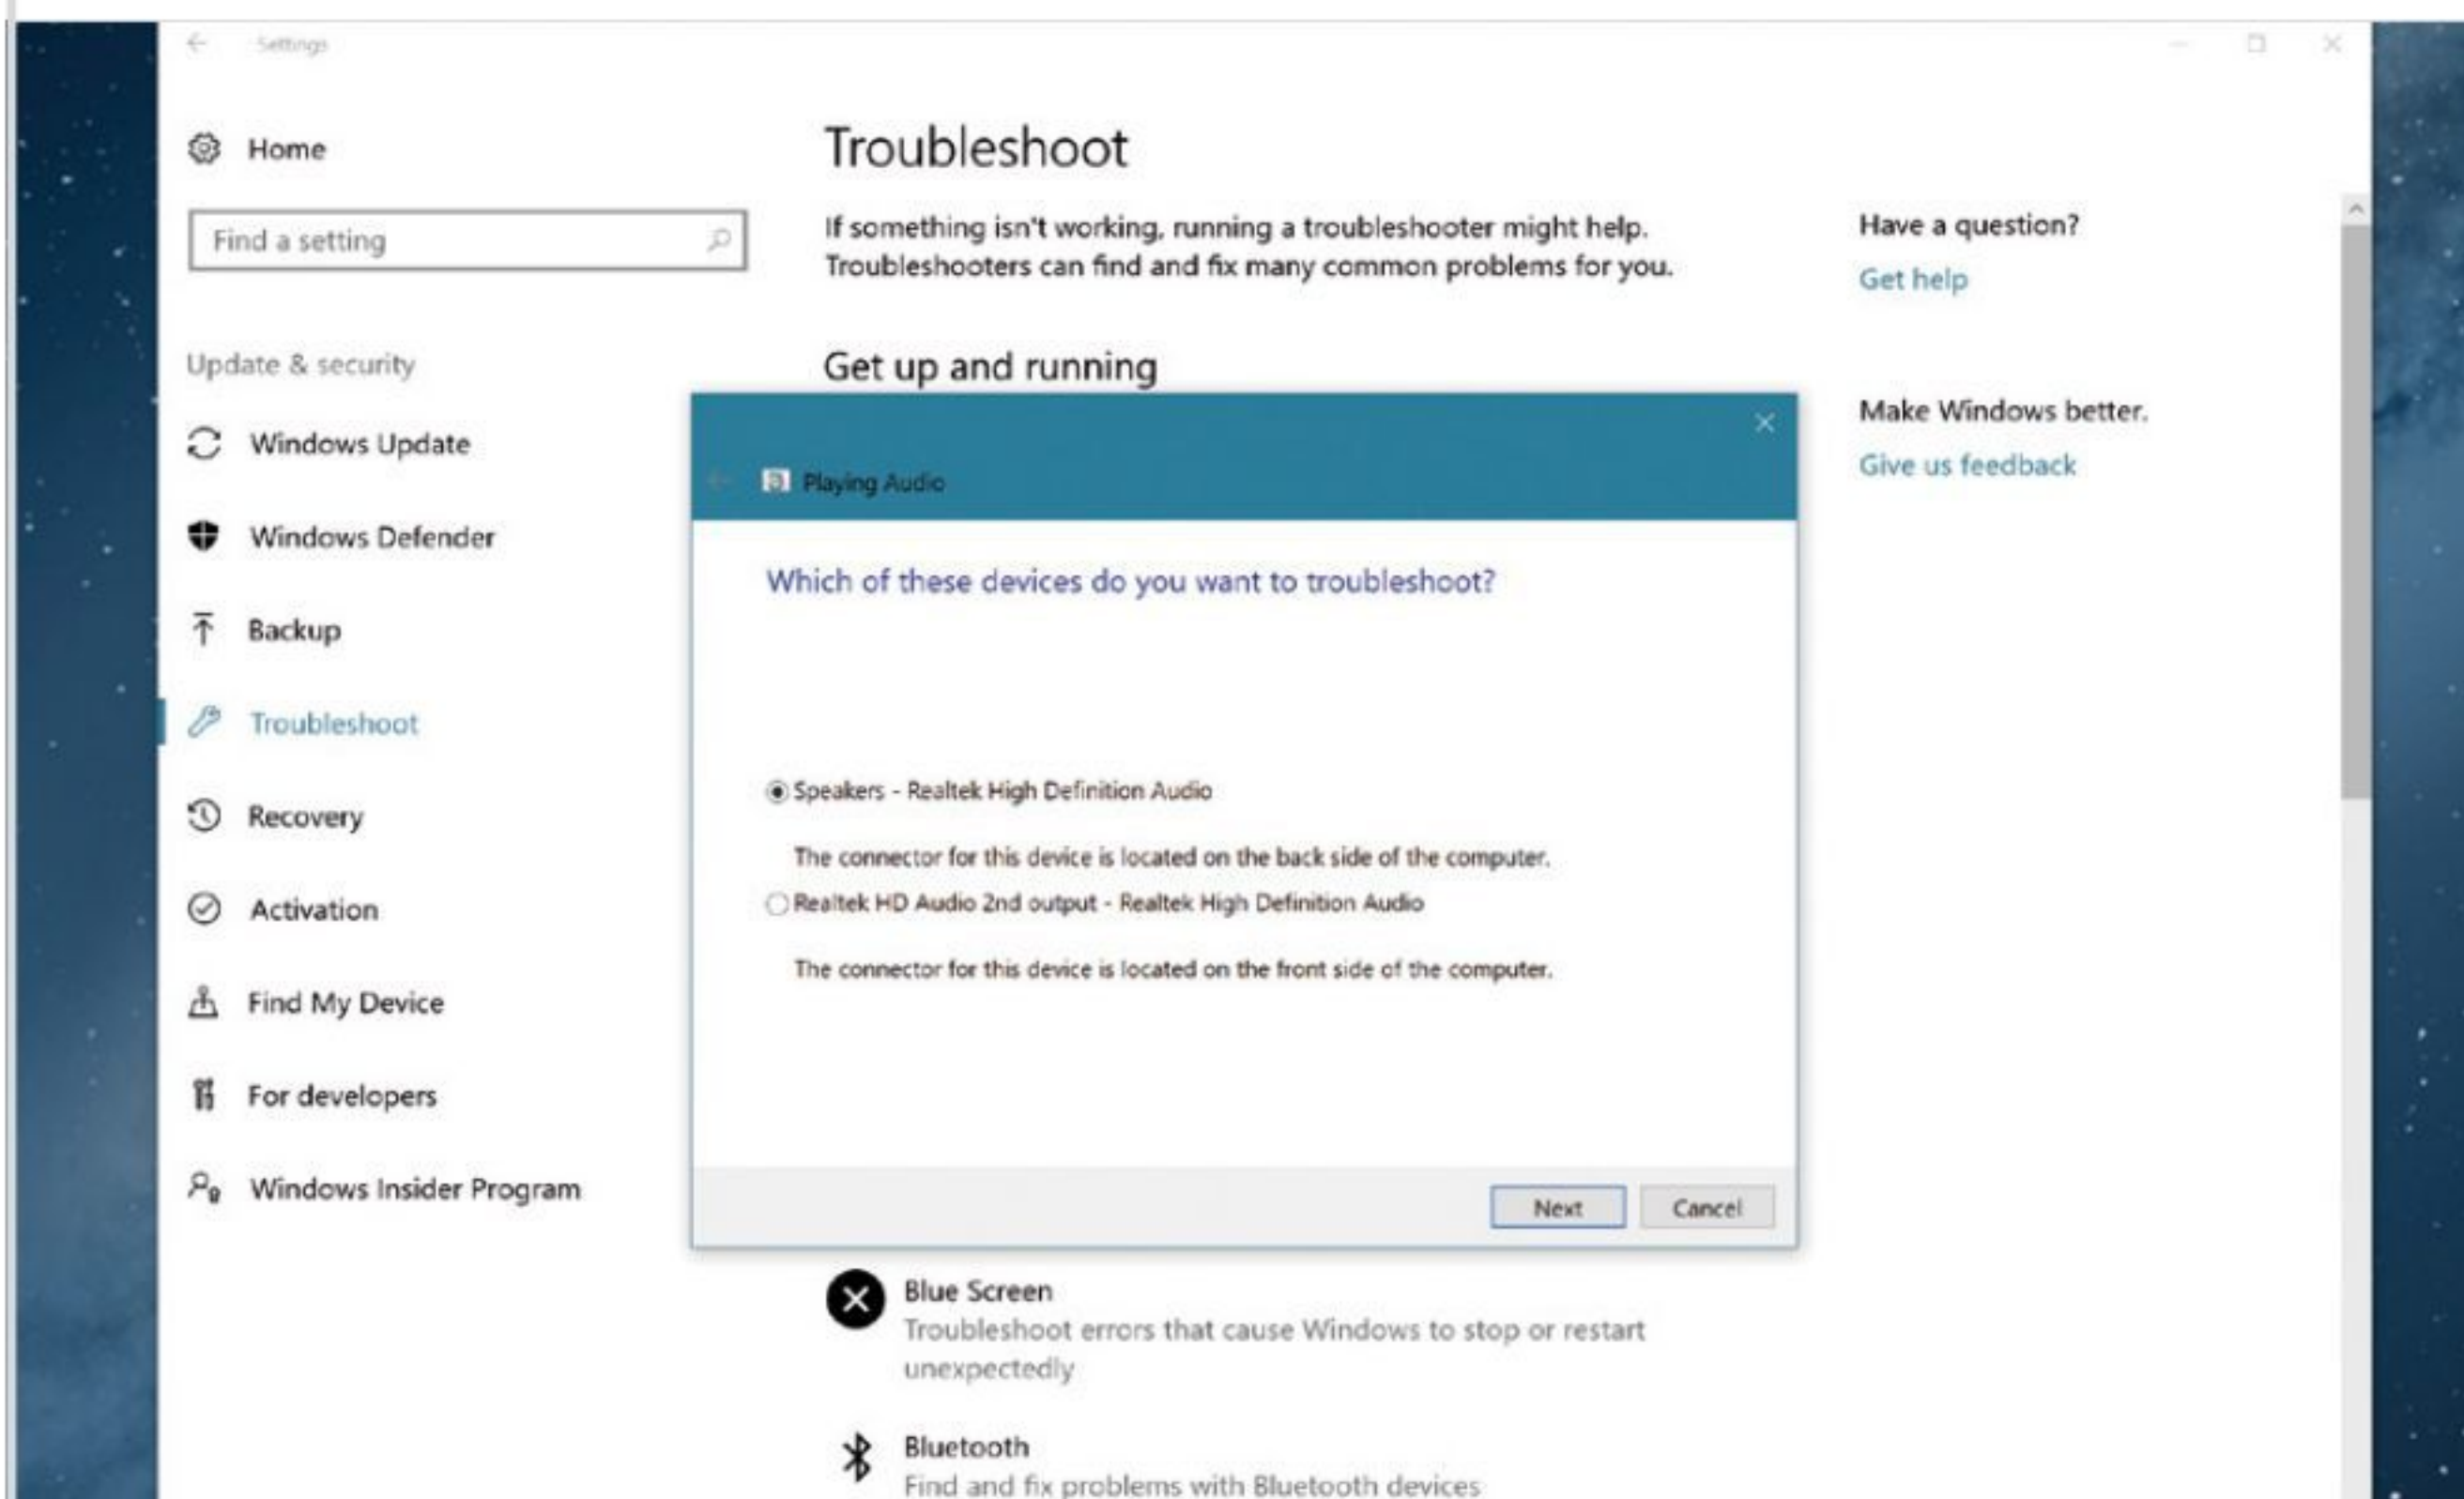 Settings
Home
Find a setting
Update & security
Windows Update
Windows Defender
Backup
Troubleshoot
Recovery
Activation
Find My Device
For developers
Windows Insider Program
Troubleshoot
If something isn't working, running a troubleshooter might help.
Troubleshooters can find and fix many common problems for you.
Get up and running
Playing Audio
Which of these devices do you want to troubleshoot?
Speakers - Realtek High Definition Audio
The connector for this device is located on the back side of the computer.
Realtek HD Audio 2nd output - Realtek High Definition Audio
The connector for this device is located on the front side of the computer.
Next
Cancel
Blue Screen
Troubleshoot errors that cause Windows to stop or restart
unexpectedly
Bluetooth
Find and fix problems with Bluetooth devices
Have a question?
Get help
Make Windows better.
Give us feedback